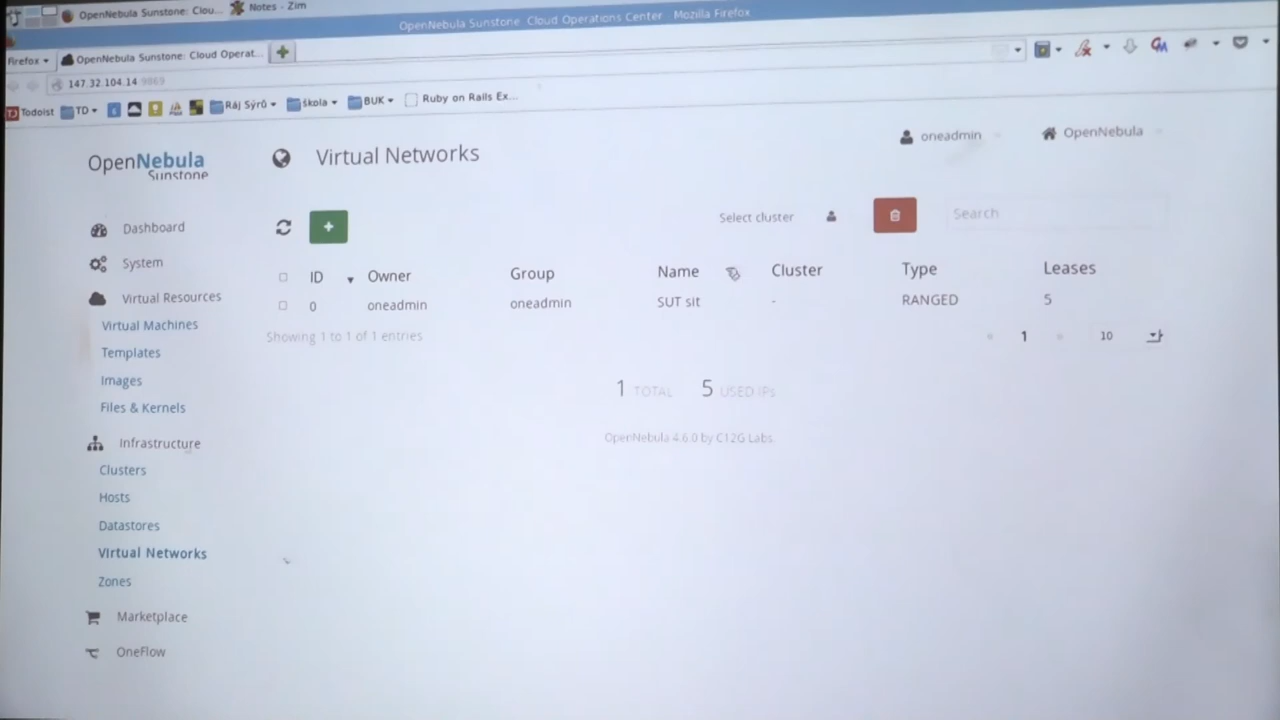 OpenNebula Sunstone: Clou... Notes - Zim
OpenNebula Sunstone Cloud Operations Center Mozilla Firefox
Firefox OpenNebula Sunstone: Cloud Operat...
147.32.104.14:9869
Todoist TD Ráj Sýrů škola BUK Ruby on Rails Ex...
OpenNebula
Sunstone
Virtual Networks
oneadmin OpenNebula
Select cluster Search
Dashboard
System
Virtual Resources
Virtual Machines
Templates
Images
Files & Kernels
Infrastructure
Clusters
Hosts
Datastores
Virtual Networks
Zones
Marketplace
OneFlow
ID Owner Group Name Cluster Type Leases
0 oneadmin oneadmin SUT sit - RANGED 5
Showing 1 to 1 of 1 entries
1 10
1 TOTAL 5 USED IPs
OpenNebula 4.6.0 by C12G Labs.